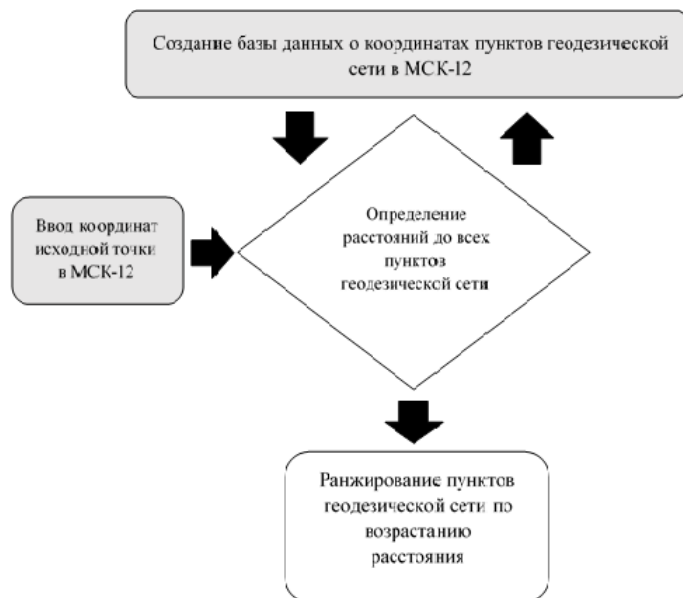 Создание базы данных о координатах пунктов геодезической
сети в МСК-12
Ввод координат
исходной точки
в МСК-12
Определение
расстояний до всех
пунктов
геодезической сети
Ранжирование пунктов
геодезической сети по
возрастанию
расстояния